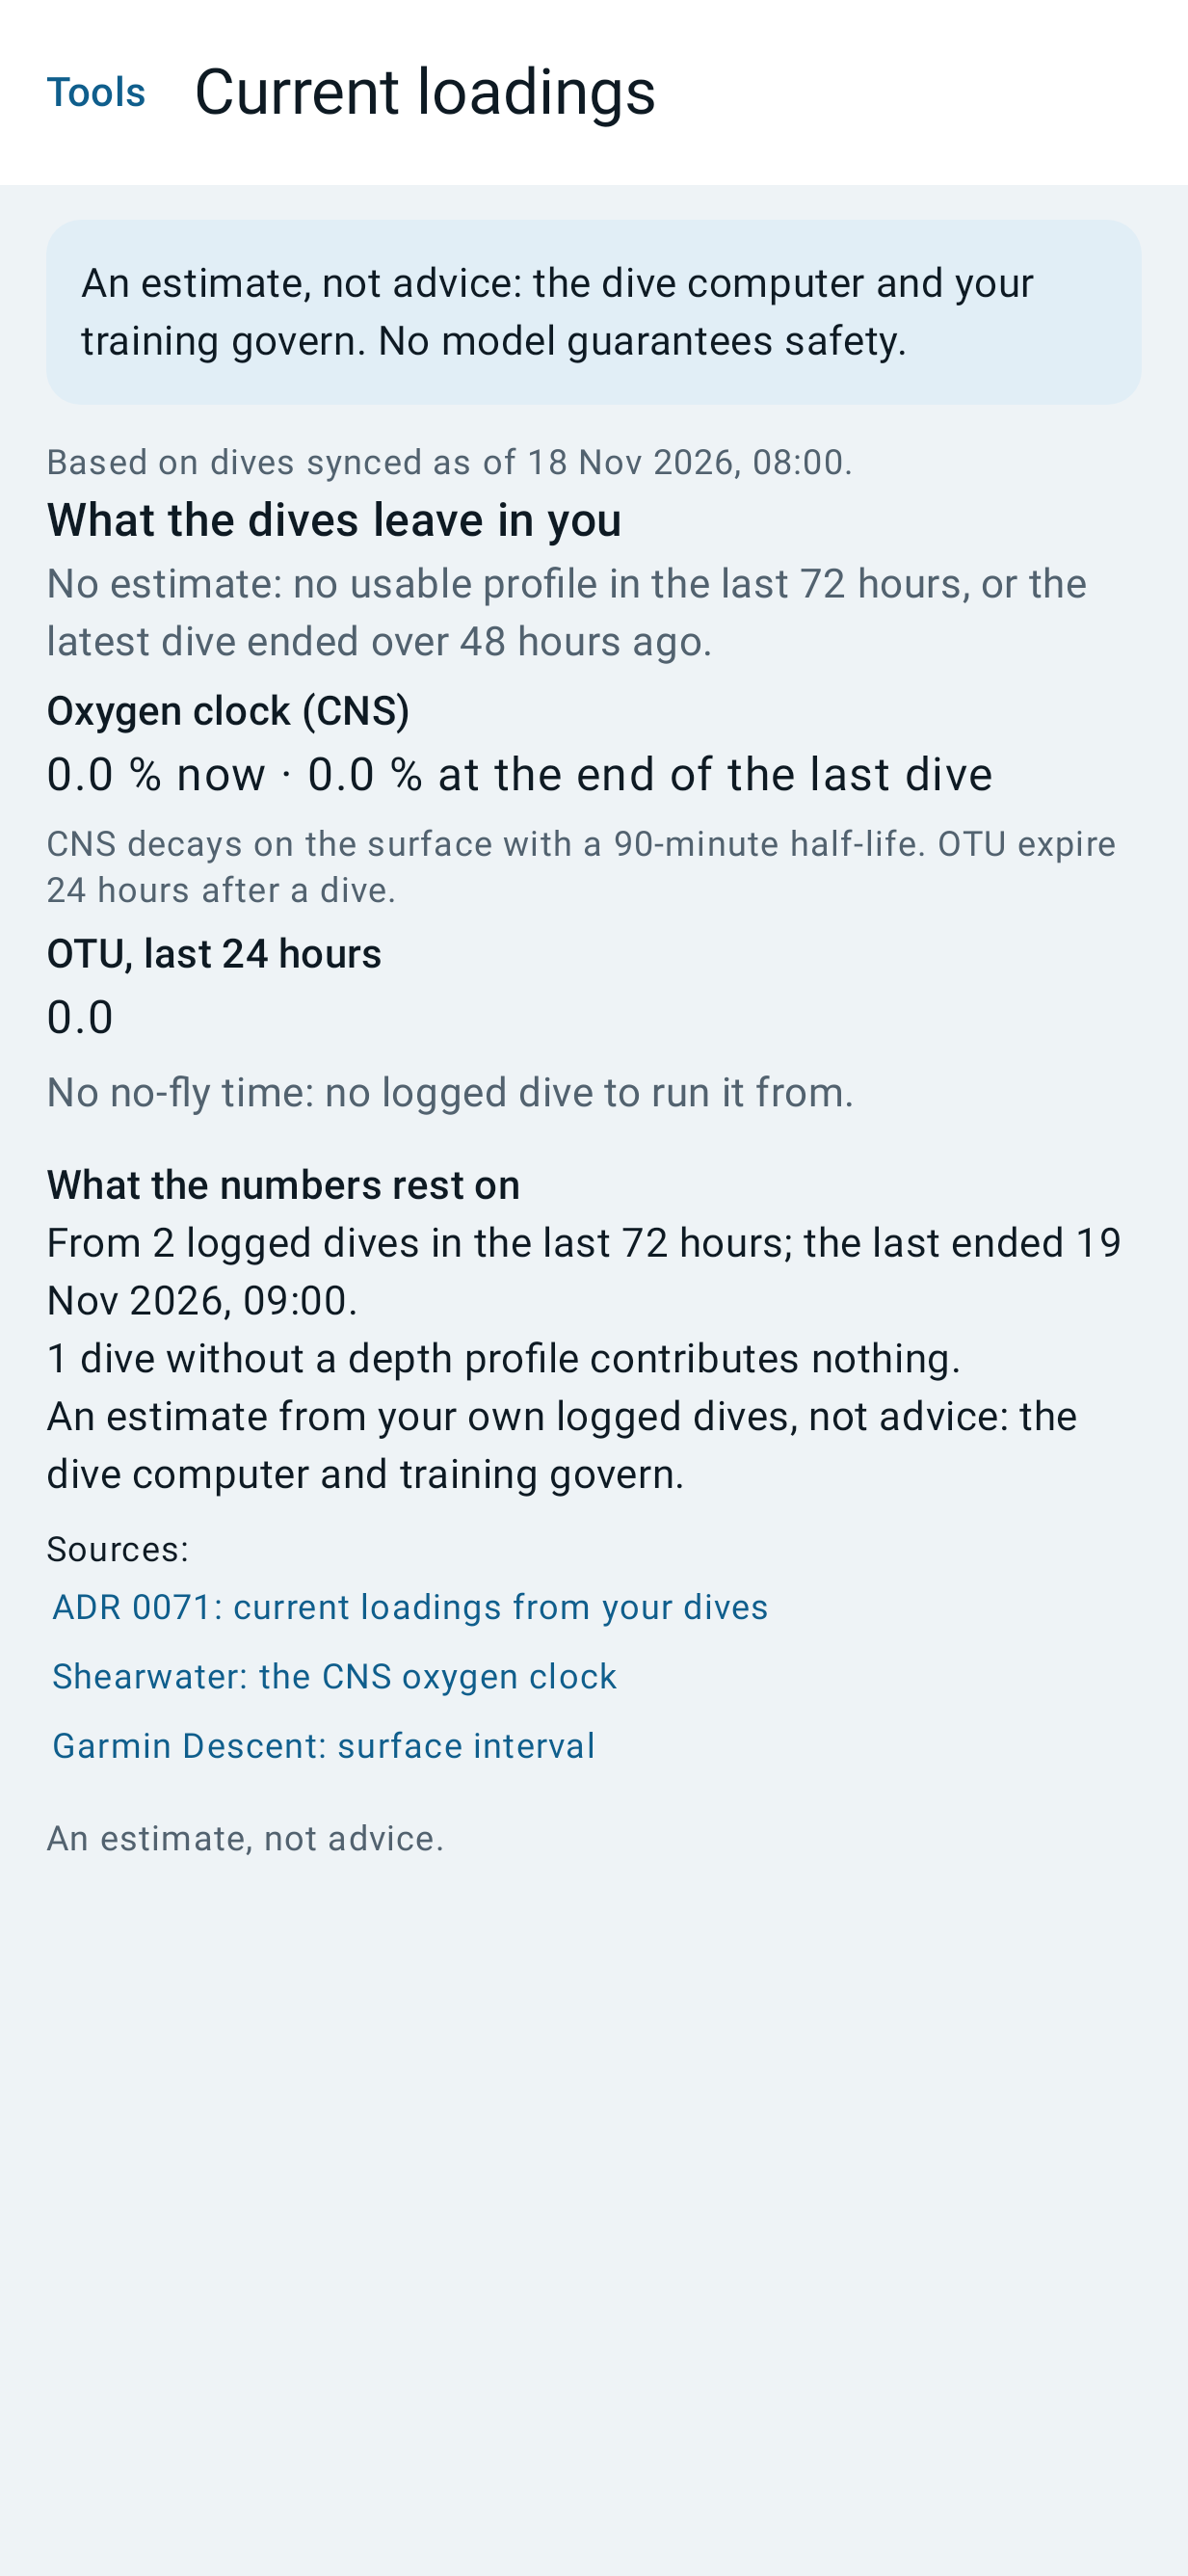 Tools Current loadings
An estimate, not advice: the dive computer and your
training govern. No model guarantees safety.
Based on dives synced as of 18 Nov 2026, 08:00.
What the dives leave in you
No estimate: no usable profile in the last 72 hours, or the
latest dive ended over 48 hours ago.
Oxygen clock (CNS)
0.0 % now · 0.0 % at the end of the last dive
CNS decays on the surface with a 90-minute half-life. OTU expire
24 hours after a dive.
OTU, last 24 hours
0.0
No no-fly time: no logged dive to run it from.
What the numbers rest on
From 2 logged dives in the last 72 hours; the last ended 19
Nov 2026, 09:00.
1 dive without a depth profile contributes nothing.
An estimate from your own logged dives, not advice: the
dive computer and training govern.
Sources:
ADR 0071: current loadings from your dives
Shearwater: the CNS oxygen clock
Garmin Descent: surface interval
An estimate, not advice.